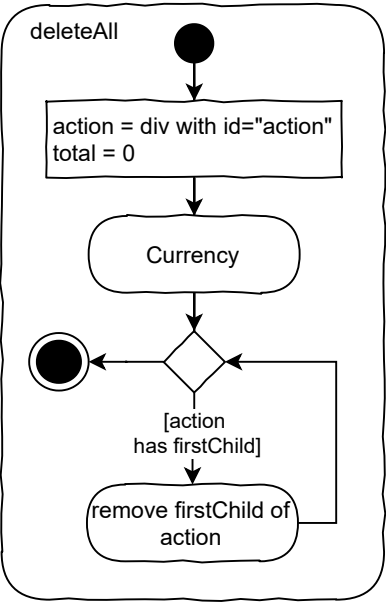 deleteAll
action = div with id="action"
total = 0
Currency
[action
has firstChild]
remove firstChild of
action